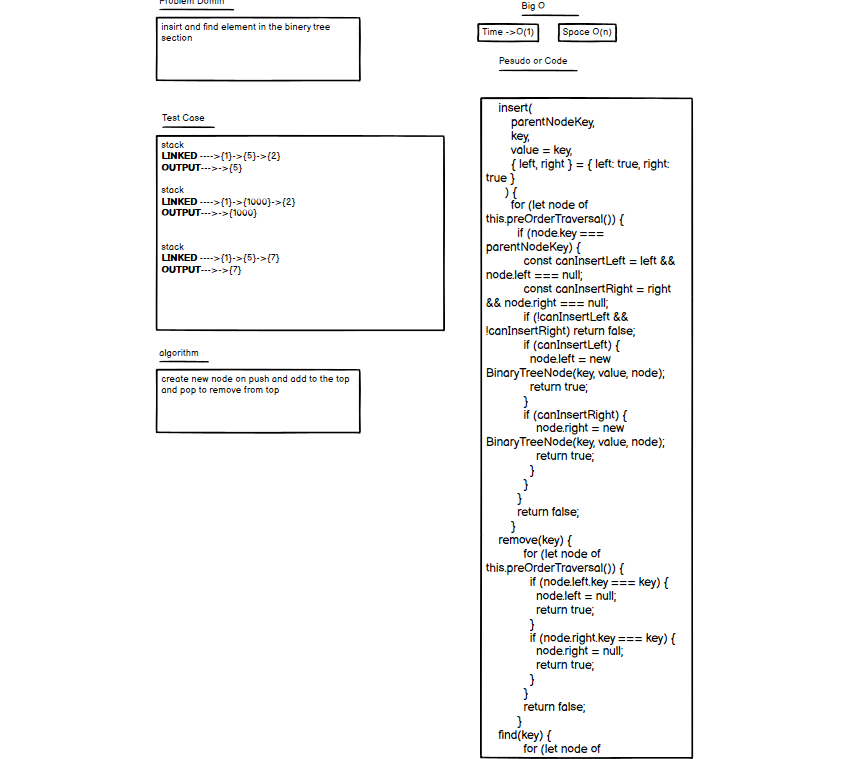 Problem Domin
insirt and find element in the binery tree
section
Test Case
stack
LINKED ---->{1}->{5}->{2}
OUTPUT--->->{5}
stack
LINKED ---->{1}->{1000}->{2}
OUTPUT--->->{1000}
stack
LINKED ---->{1}->{5}->{7}
OUTPUT--->->{7}
algorithm
create new node on push and add to the top
and pop to remove from top
Big O
Time ->O(1)
Space O(n)
Pesudo or Code
insert(
parentNodeKey,
key,
value = key,
{ left, right } = { left: true, right:
true }
) {
for (let node of
this.preOrderTraversal()) {
if (node.key ===
parentNodeKey) {
const canInsertLeft = left &&
node.left === null;
const canInsertRight = right
&& node.right === null;
if (!canInsertLeft &&
!canInsertRight) return false;
if (canInsertLeft) {
node.left = new
BinaryTreeNode(key, value, node);
return true;
}
if (canInsertRight) {
node.right = new
BinaryTreeNode(key, value, node);
return true;
}
}
}
return false;
}
remove(key) {
for (let node of
this.preOrderTraversal()) {
if (node.left.key === key) {
node.left = null;
return true;
}
if (node.right.key === key) {
node.right = null;
return true;
}
}
return false;
}
find(key) {
for (let node of